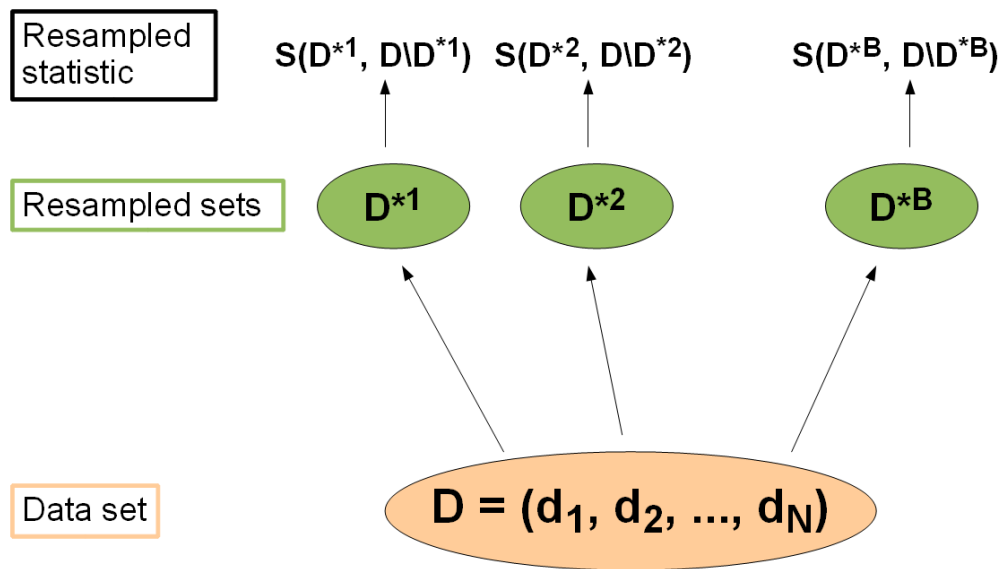 Resampled
statistic
S(D*1, D\D*1)
S(D*2, D\D*2)
S(D*B, D\D*B)
Resampled sets
D*1
D*2
D*B
Data set
D = (d1, d2, ..., dN)